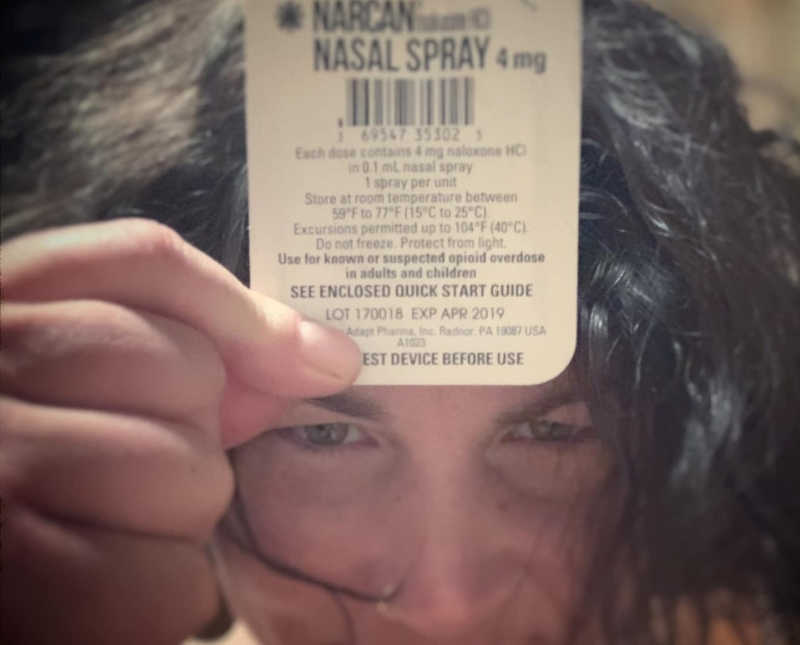 NARCAN naloxone HCl
NASAL SPRAY 4 mg
3 69547 35302 3
Each dose contains 4 mg naloxone HCl
in 0.1 mL nasal spray
1 spray per unit
Store at room temperature between
59°F to 77°F (15°C to 25°C)
Excursions permitted up to 104°F (40°C).
Do not freeze. Protect from light.
Use for known or suspected opioid overdose
in adults and children
SEE ENCLOSED QUICK START GUIDE
LOT 170018 EXP APR 2019
Adapt Pharma, Inc. Radnor, PA 19087 USA
A1023
EST DEVICE BEFORE USE